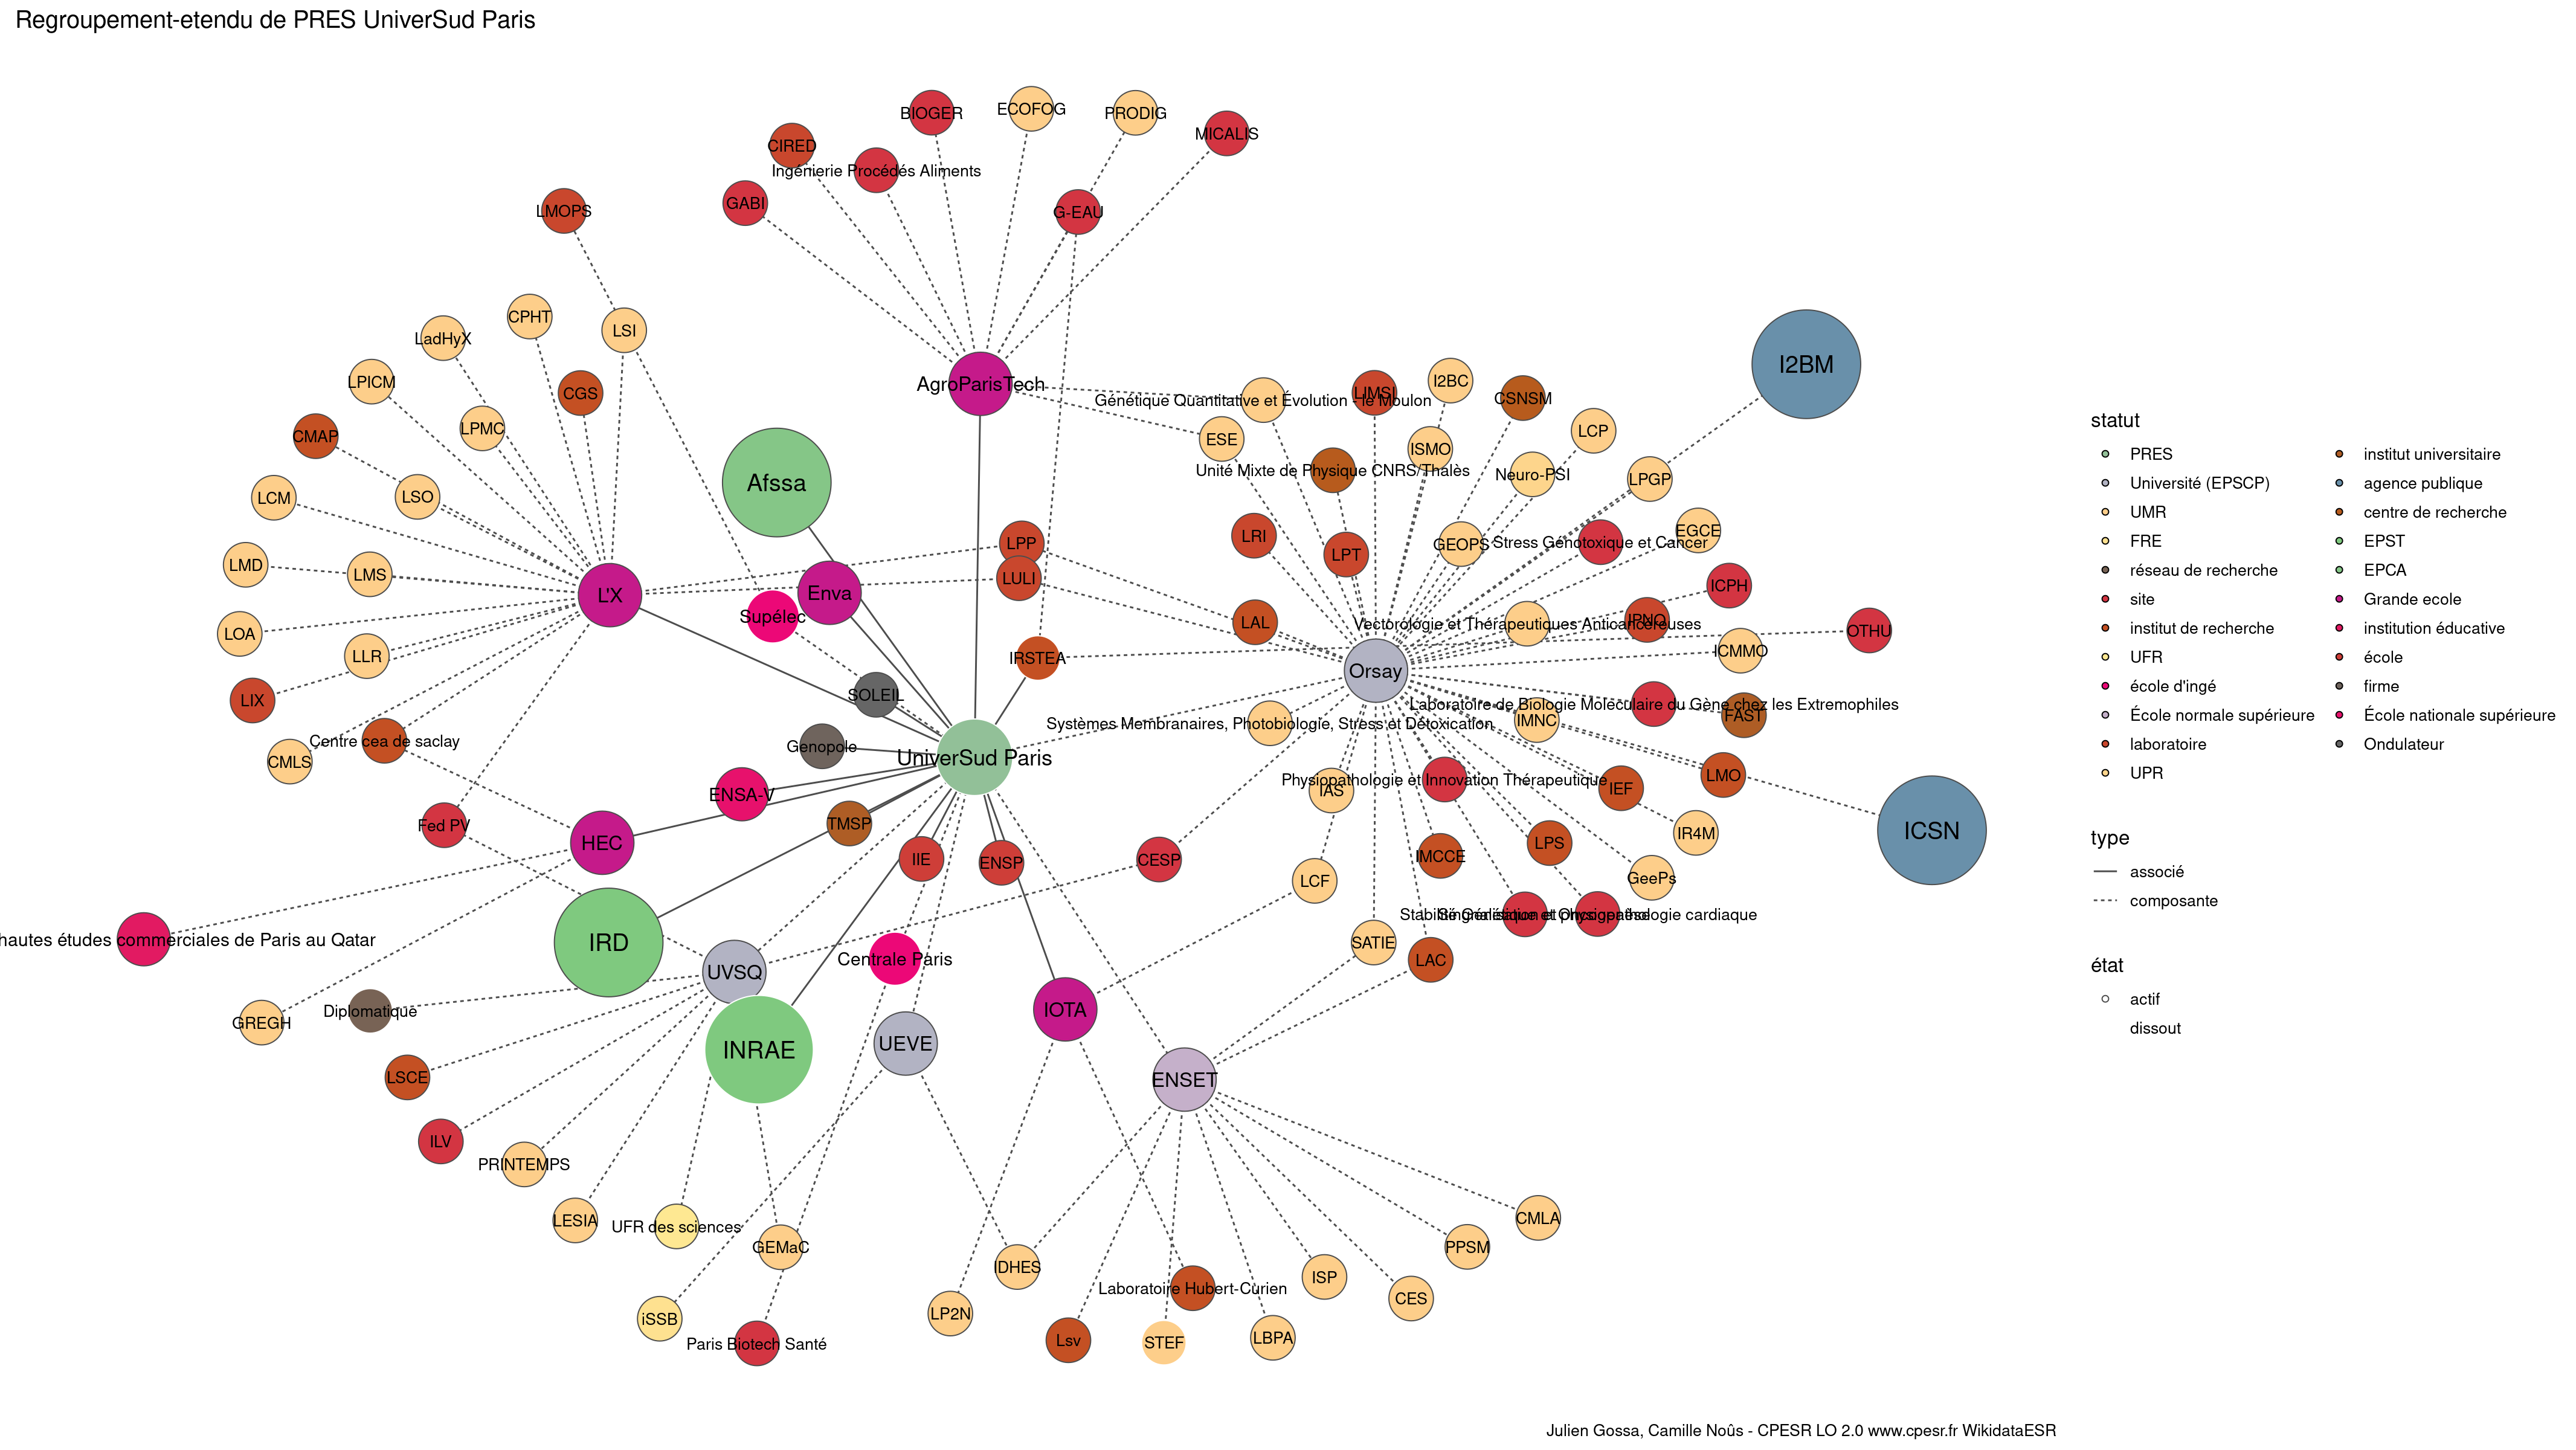 Regroupement-etendu de PRES UniverSud Paris
BIOGER
ECOFOG
PRODIG
MICALIS
CIRED
Ingénierie Procédés Aliments
GABI
G-EAU
LMOPS
CPHT
LSI
LadHyX
LPICM
CGS
CMAP
LPMC
LCM
LSO
LMD
LMS
LOA
LLR
LIX
CMLS
Centre cea de saclay
Fed PV
L'X
AgroParisTech
Afssa
Enva
Supélec
LPP
LULI
IRSTEA
SOLEIL
Genopole
UniverSud Paris
ENSA-V
TMSP
HEC
IIE
ENSP
CESP
IRD
hautes études commerciales de Paris au Qatar
GREGH
Diplomatique
UVSQ
INRAE
Centrale Paris
UEVE
IOTA
ENSET
LSCE
ILV
PRINTEMPS
LESIA
UFR des sciences
GEMaC
iSSB
Paris Biotech Santé
LP2N
IDHES
Laboratoire Hubert-Curien
Lsv
STEF
LBPA
ISP
CES
PPSM
CMLA
Génétique Quantitative et Évolution - le Moulon
LIMSI
I2BC
CSNSM
I2BM
ESE
ISMO
LCP
Unité Mixte de Physique CNRS/Thalès
Neuro-PSI
LPGP
LRI
LPT
GEOPS
Stress Génotoxique et Cancer
EGCE
ICPH
LAL
Vectorologie et Thérapeutiques Anticancéreuses
IPNO
OTHU
ICMMO
Orsay
Laboratoire de Biologie Moléculaire du Gène chez les Extremophiles
Systèmes Membranaires, Photobiologie, Stress et Détoxication
IMNC
FAST
Physiopathologie et Innovation Thérapeutique
IAS
IEF
LMO
ICSN
IR4M
IMCCE
LPS
LCF
GeePs
Stabilité Génétique et Oncogenèse
Signalisation et physiopathologie cardiaque
SATIE
LAC
statut
PRES
Université (EPSCP)
UMR
FRE
réseau de recherche
site
institut de recherche
UFR
école d'ingé
École normale supérieure
laboratoire
UPR
institut universitaire
agence publique
centre de recherche
EPST
EPCA
Grande ecole
institution éducative
école
firme
École nationale supérieure
Ondulateur
type
associé
composante
état
actif
dissout
Julien Gossa, Camille Noûs - CPESR LO 2.0 www.cpesr.fr WikidataESR